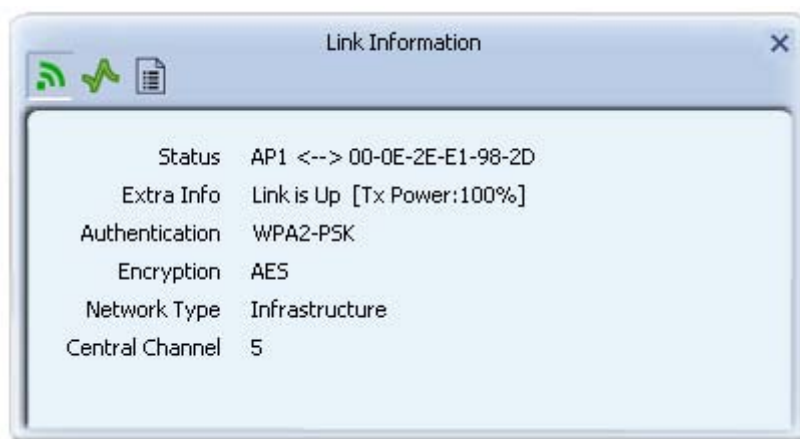 Link Information
Status AP1 <--> 00-0E-2E-E1-98-2D
Extra Info Link is Up [Tx Power:100%]
Authentication WPA2-PSK
Encryption AES
Network Type Infrastructure
Central Channel 5